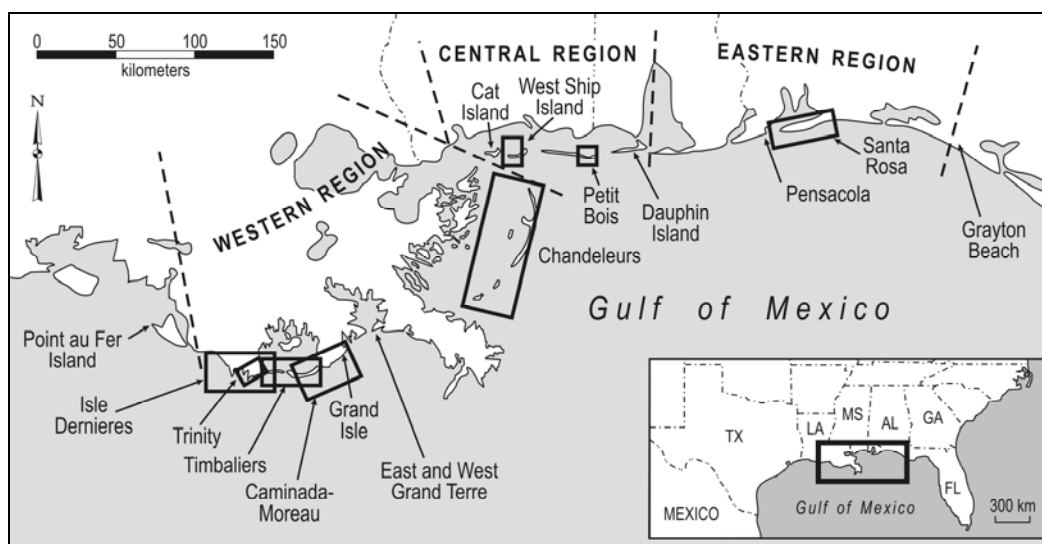 0 50 100 150
kilometers
N
CENTRAL REGION
EASTERN REGION
WESTERN REGION
Cat
Island
West Ship
Island
Petit
Bois
Dauphin
Island
Santa
Rosa
Pensacola
Grayton
Beach
Chandeleurs
Gulf of Mexico
Point au Fer
Island
Isle
Dernieres
Trinity
Timbaliers
Caminada-
Moreau
Grand
Isle
East and West
Grand Terre
TX
LA
MS
AL
GA
FL
MEXICO
Gulf of Mexico
300 km